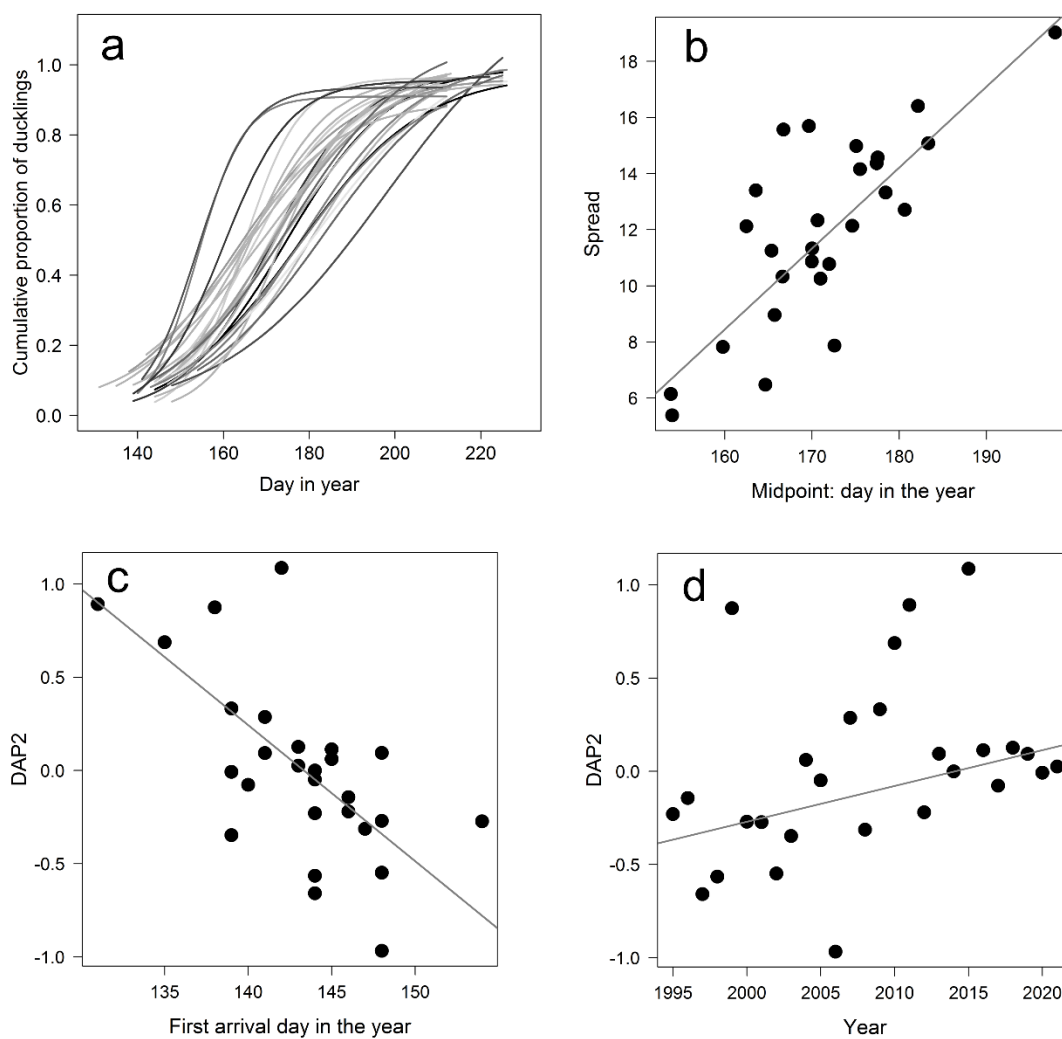 a
1.0
0.8
0.6
0.4
0.2
0.0
Cumulative proportion of ducklings
140 160 180 200 220
Day in year
b
18
16
14
12
10
8
6
Spread
160 170 180 190
Midpoint: day in the year
c
1.0
0.5
0.0
-0.5
-1.0
DAP2
135 140 145 150
First arrival day in the year
d
1.0
0.5
0.0
-0.5
-1.0
DAP2
1995 2000 2005 2010 2015 2020
Year